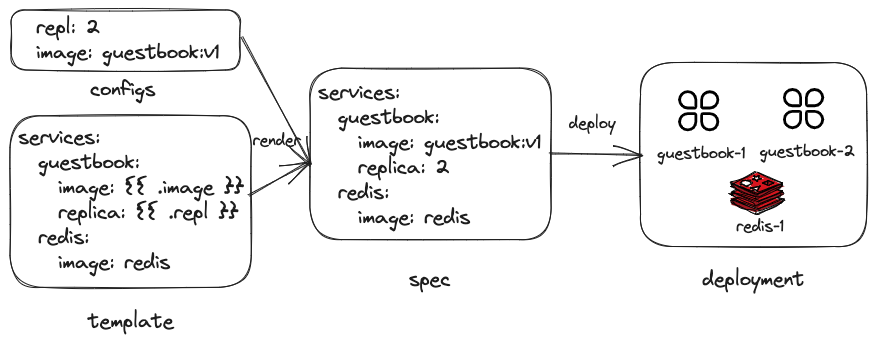 repl: 2
image: guestbook:v1
configs
services:
guestbook:
image: {{ .image }}
replica: {{ .repl }}
redis:
image: redis
template
render
services:
guestbook:
image: guestbook:v1
replica: 2
redis:
image: redis
spec
deploy
guestbook-1 guestbook-2
redis-1
deployment